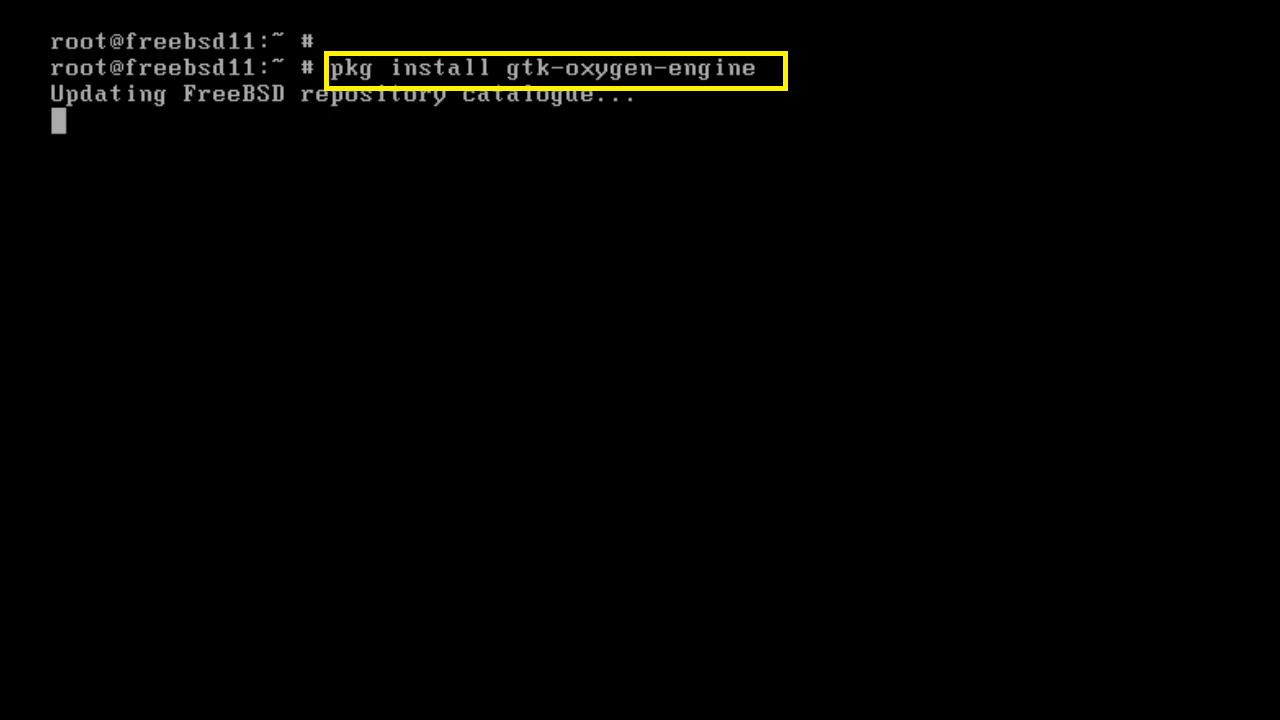 root@freebsd11:~ #
root@freebsd11:~ # pkg install gtk-oxygen-engine
Updating FreeBSD repository catalogue...